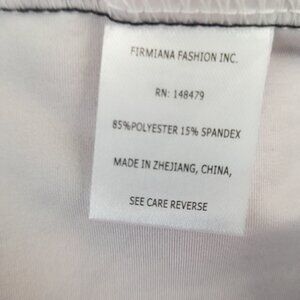 FIRMIANA FASHION INC.
RN: 148479
85%POLYESTER 15% SPANDEX
MADE IN ZHEJIANG, CHINA,
SEE CARE REVERSE